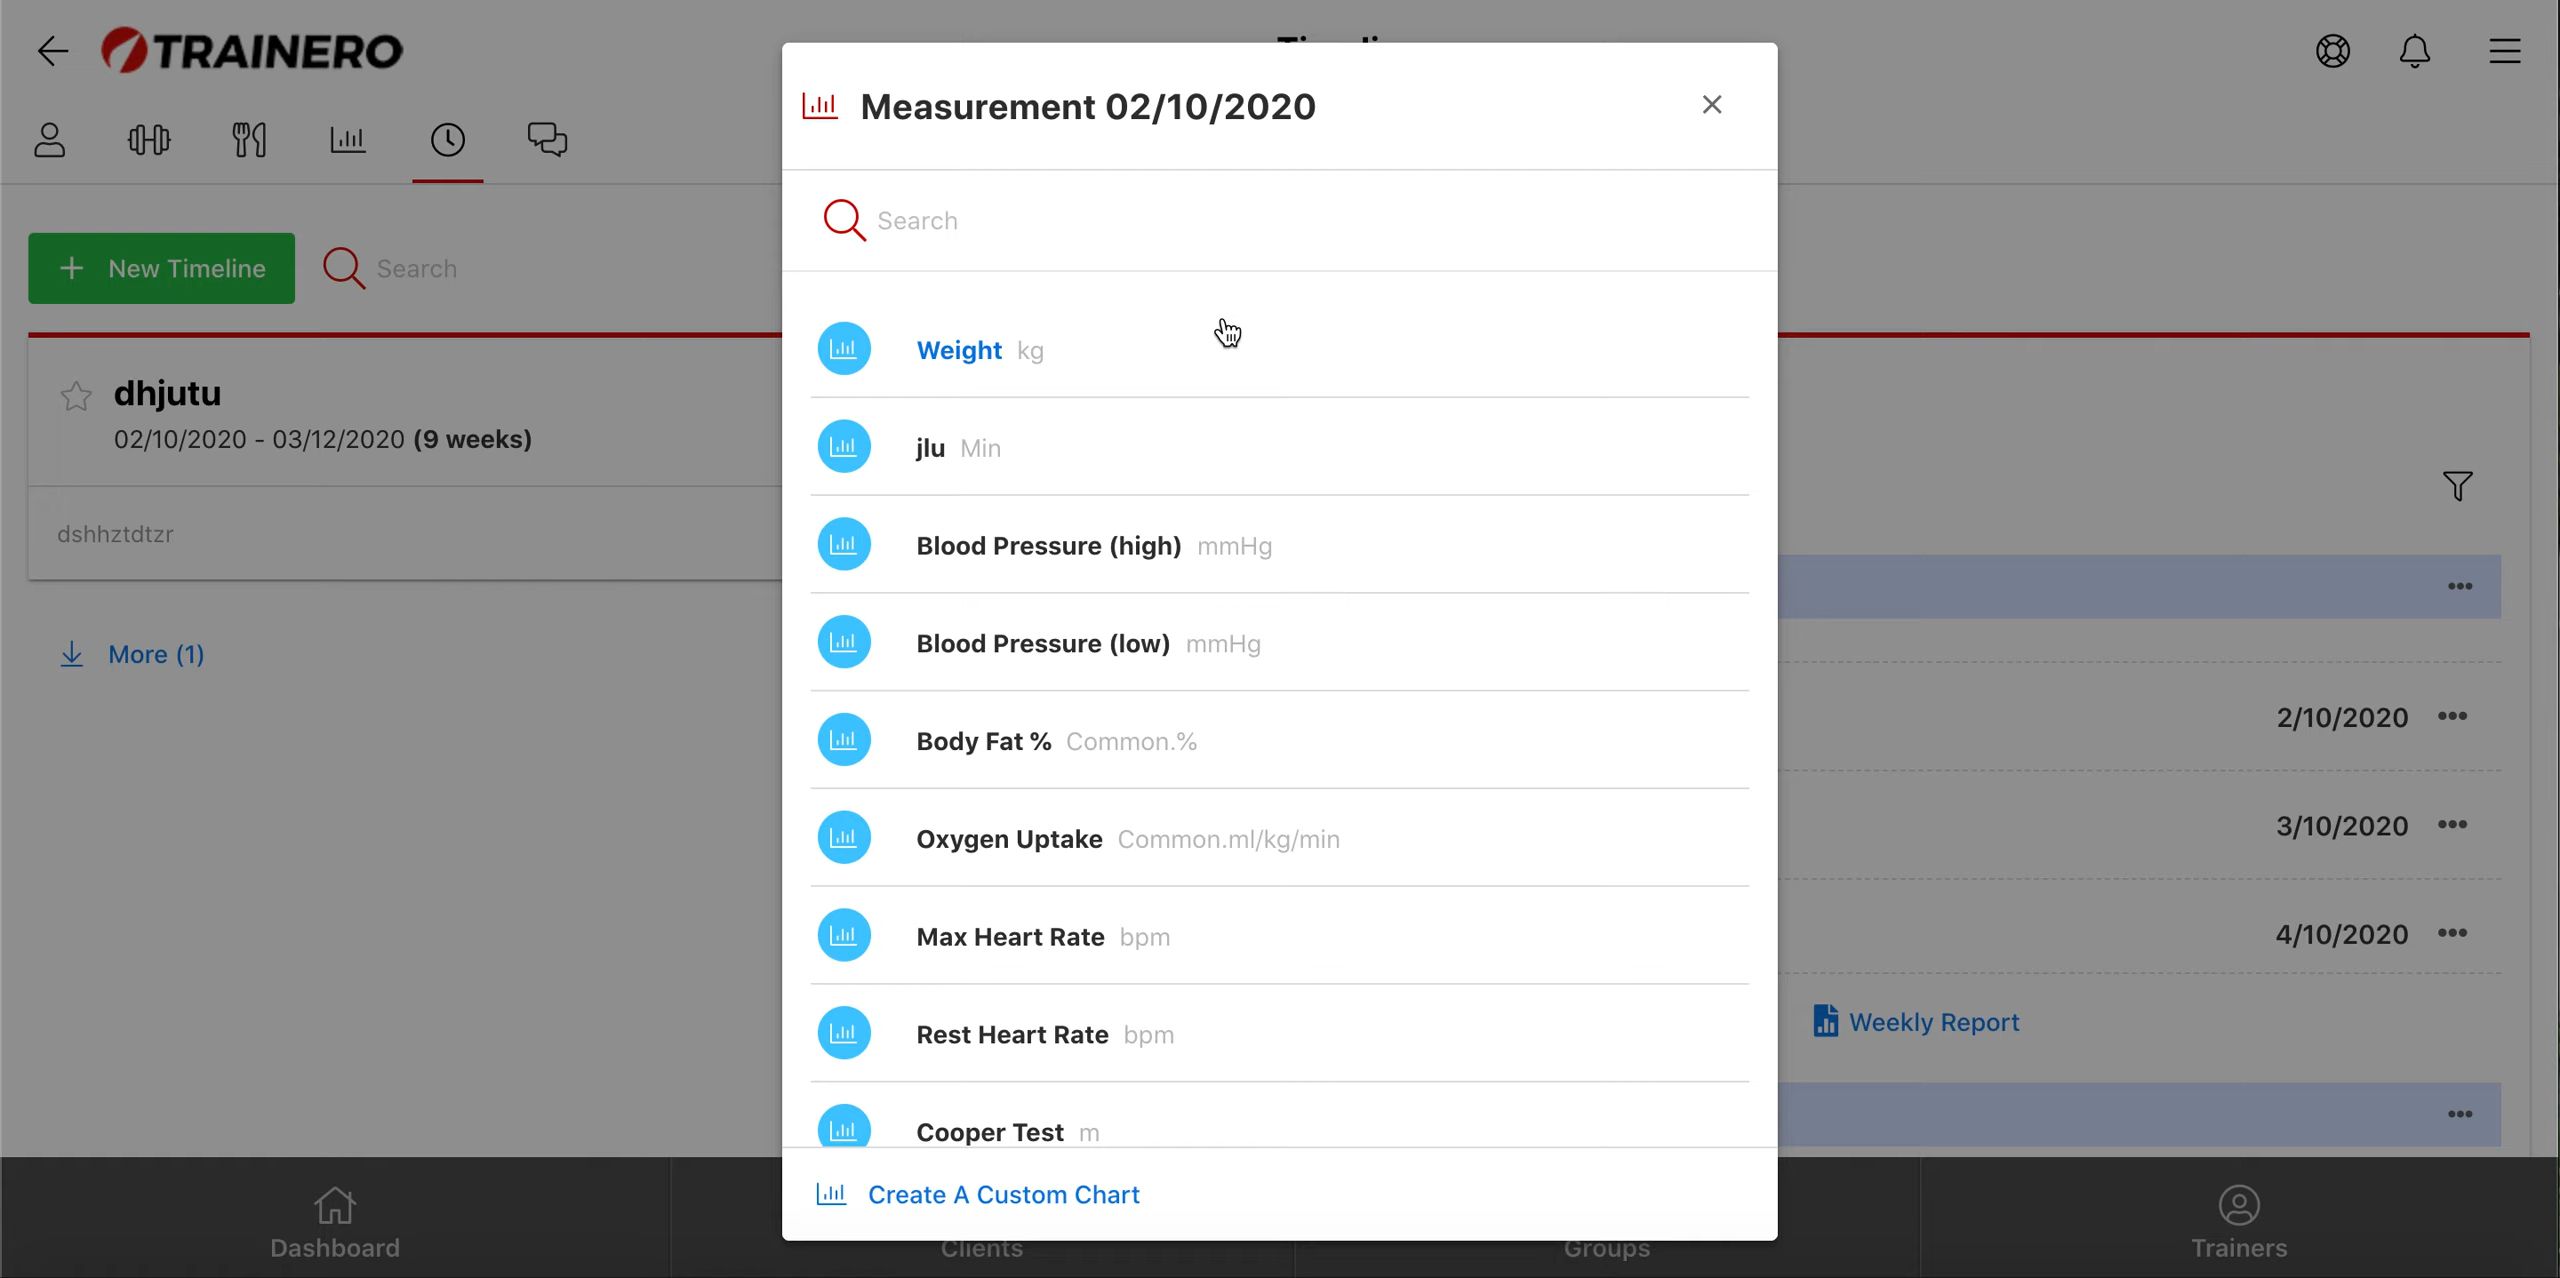 TRAINERO
Measurement 02/10/2020
Search
New Timeline
Search
dhjutu
02/10/2020 - 03/12/2020 (9 weeks)
dshhztdtzr
More (1)
Weight kg
jlu Min
Blood Pressure (high) mmHg
Blood Pressure (low) mmHg
Body Fat % Common.%
Oxygen Uptake Common.ml/kg/min
Max Heart Rate bpm
Rest Heart Rate bpm
Cooper Test m
Create A Custom Chart
2/10/2020
3/10/2020
4/10/2020
Weekly Report
Dashboard
Clients
Groups
Trainers